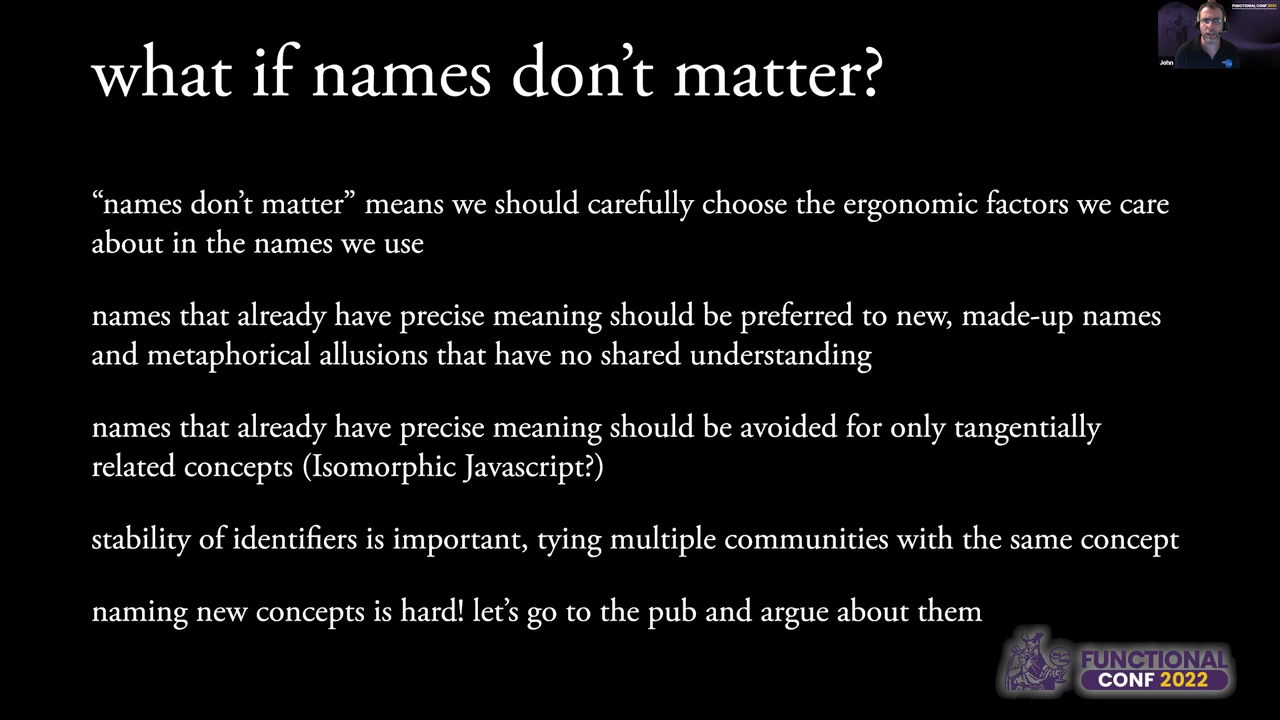 FUNCTIONAL CONF 2022
John
what if names don't matter?
“names don't matter” means we should carefully choose the ergonomic factors we care
about in the names we use
names that already have precise meaning should be preferred to new, made-up names
and metaphorical allusions that have no shared understanding
names that already have precise meaning should be avoided for only tangentially
related concepts (Isomorphic Javascript?)
stability of identifiers is important, tying multiple communities with the same concept
naming new concepts is hard! let's go to the pub and argue about them
FUNCTIONAL
CONF 2022